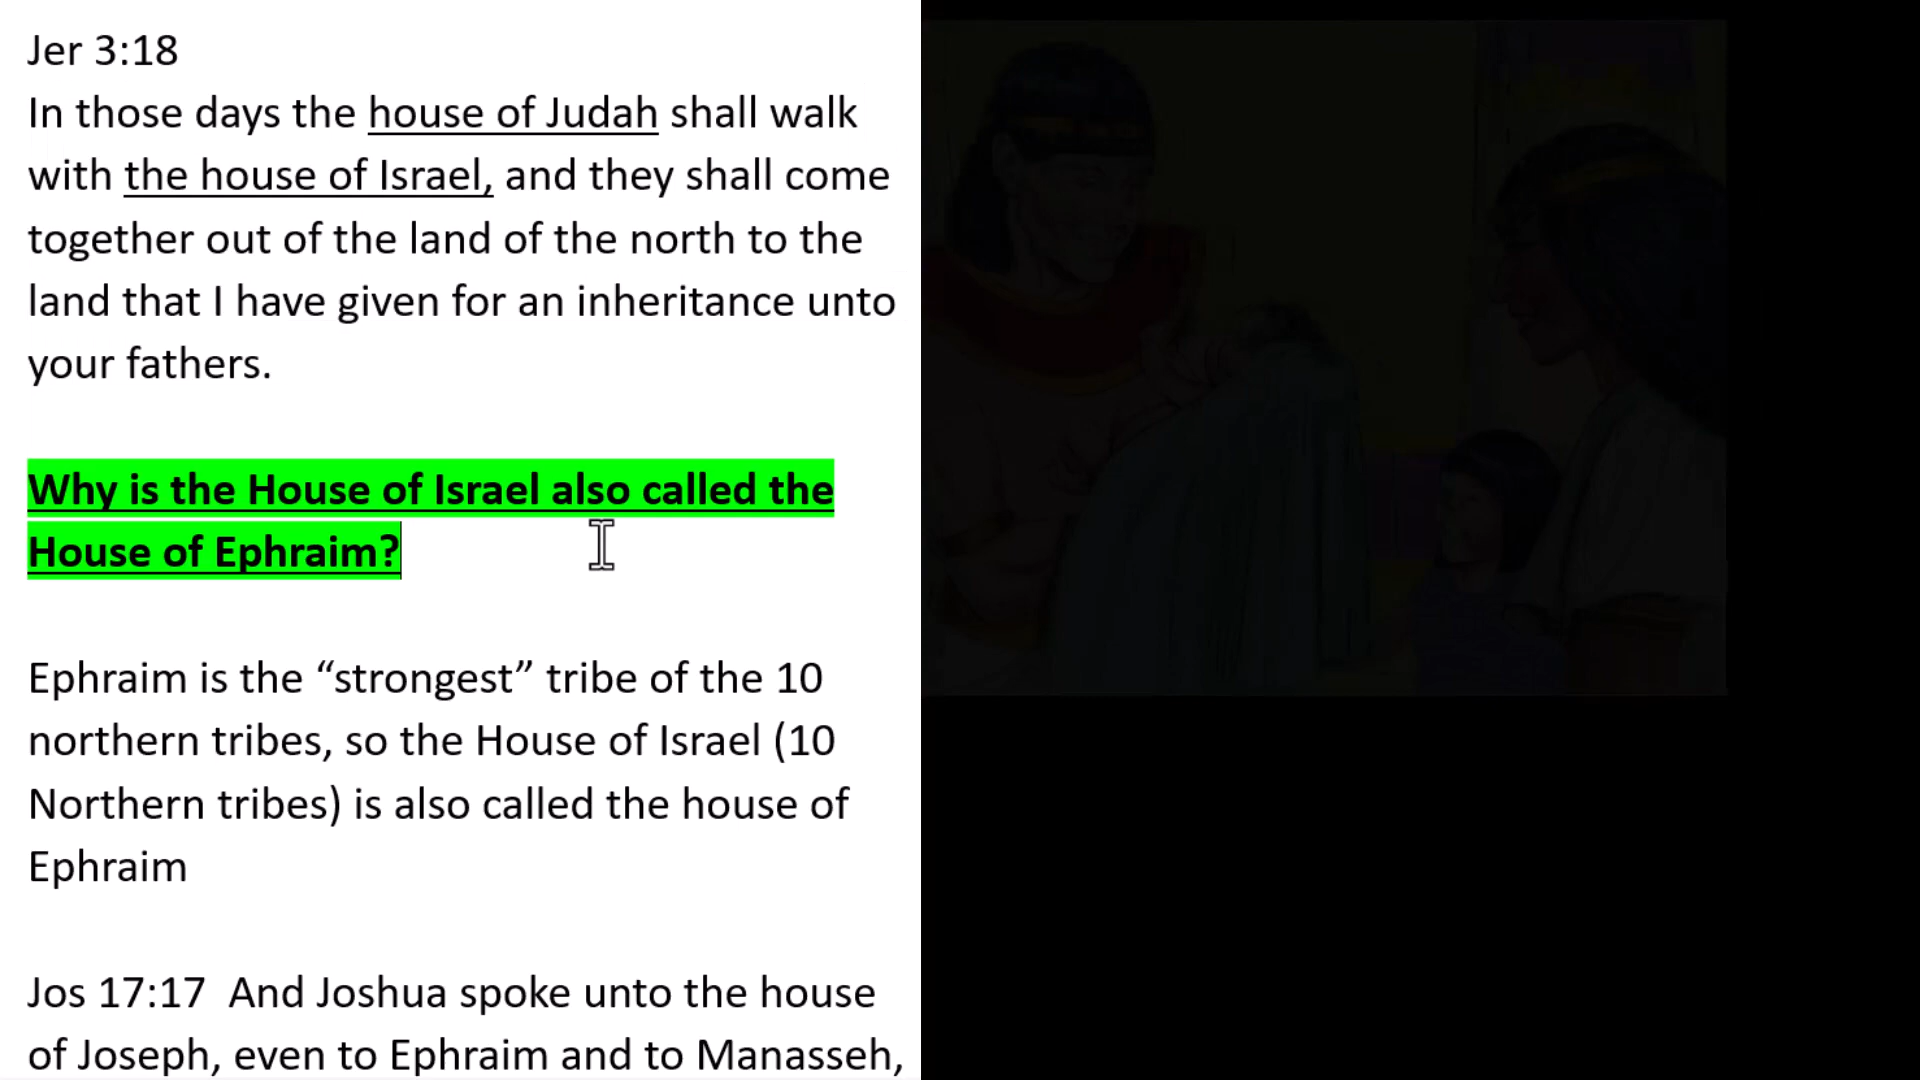 Jer 3:18
In those days the house of Judah shall walk
with the house of Israel, and they shall come
together out of the land of the north to the
land that I have given for an inheritance unto
your fathers.
Why is the House of Israel also called the
House of Ephraim?
Ephraim is the “strongest” tribe of the 10
northern tribes, so the House of Israel (10
Northern tribes) is also called the house of
Ephraim
Jos 17:17  And Joshua spoke unto the house
of Joseph, even to Ephraim and to Manasseh,